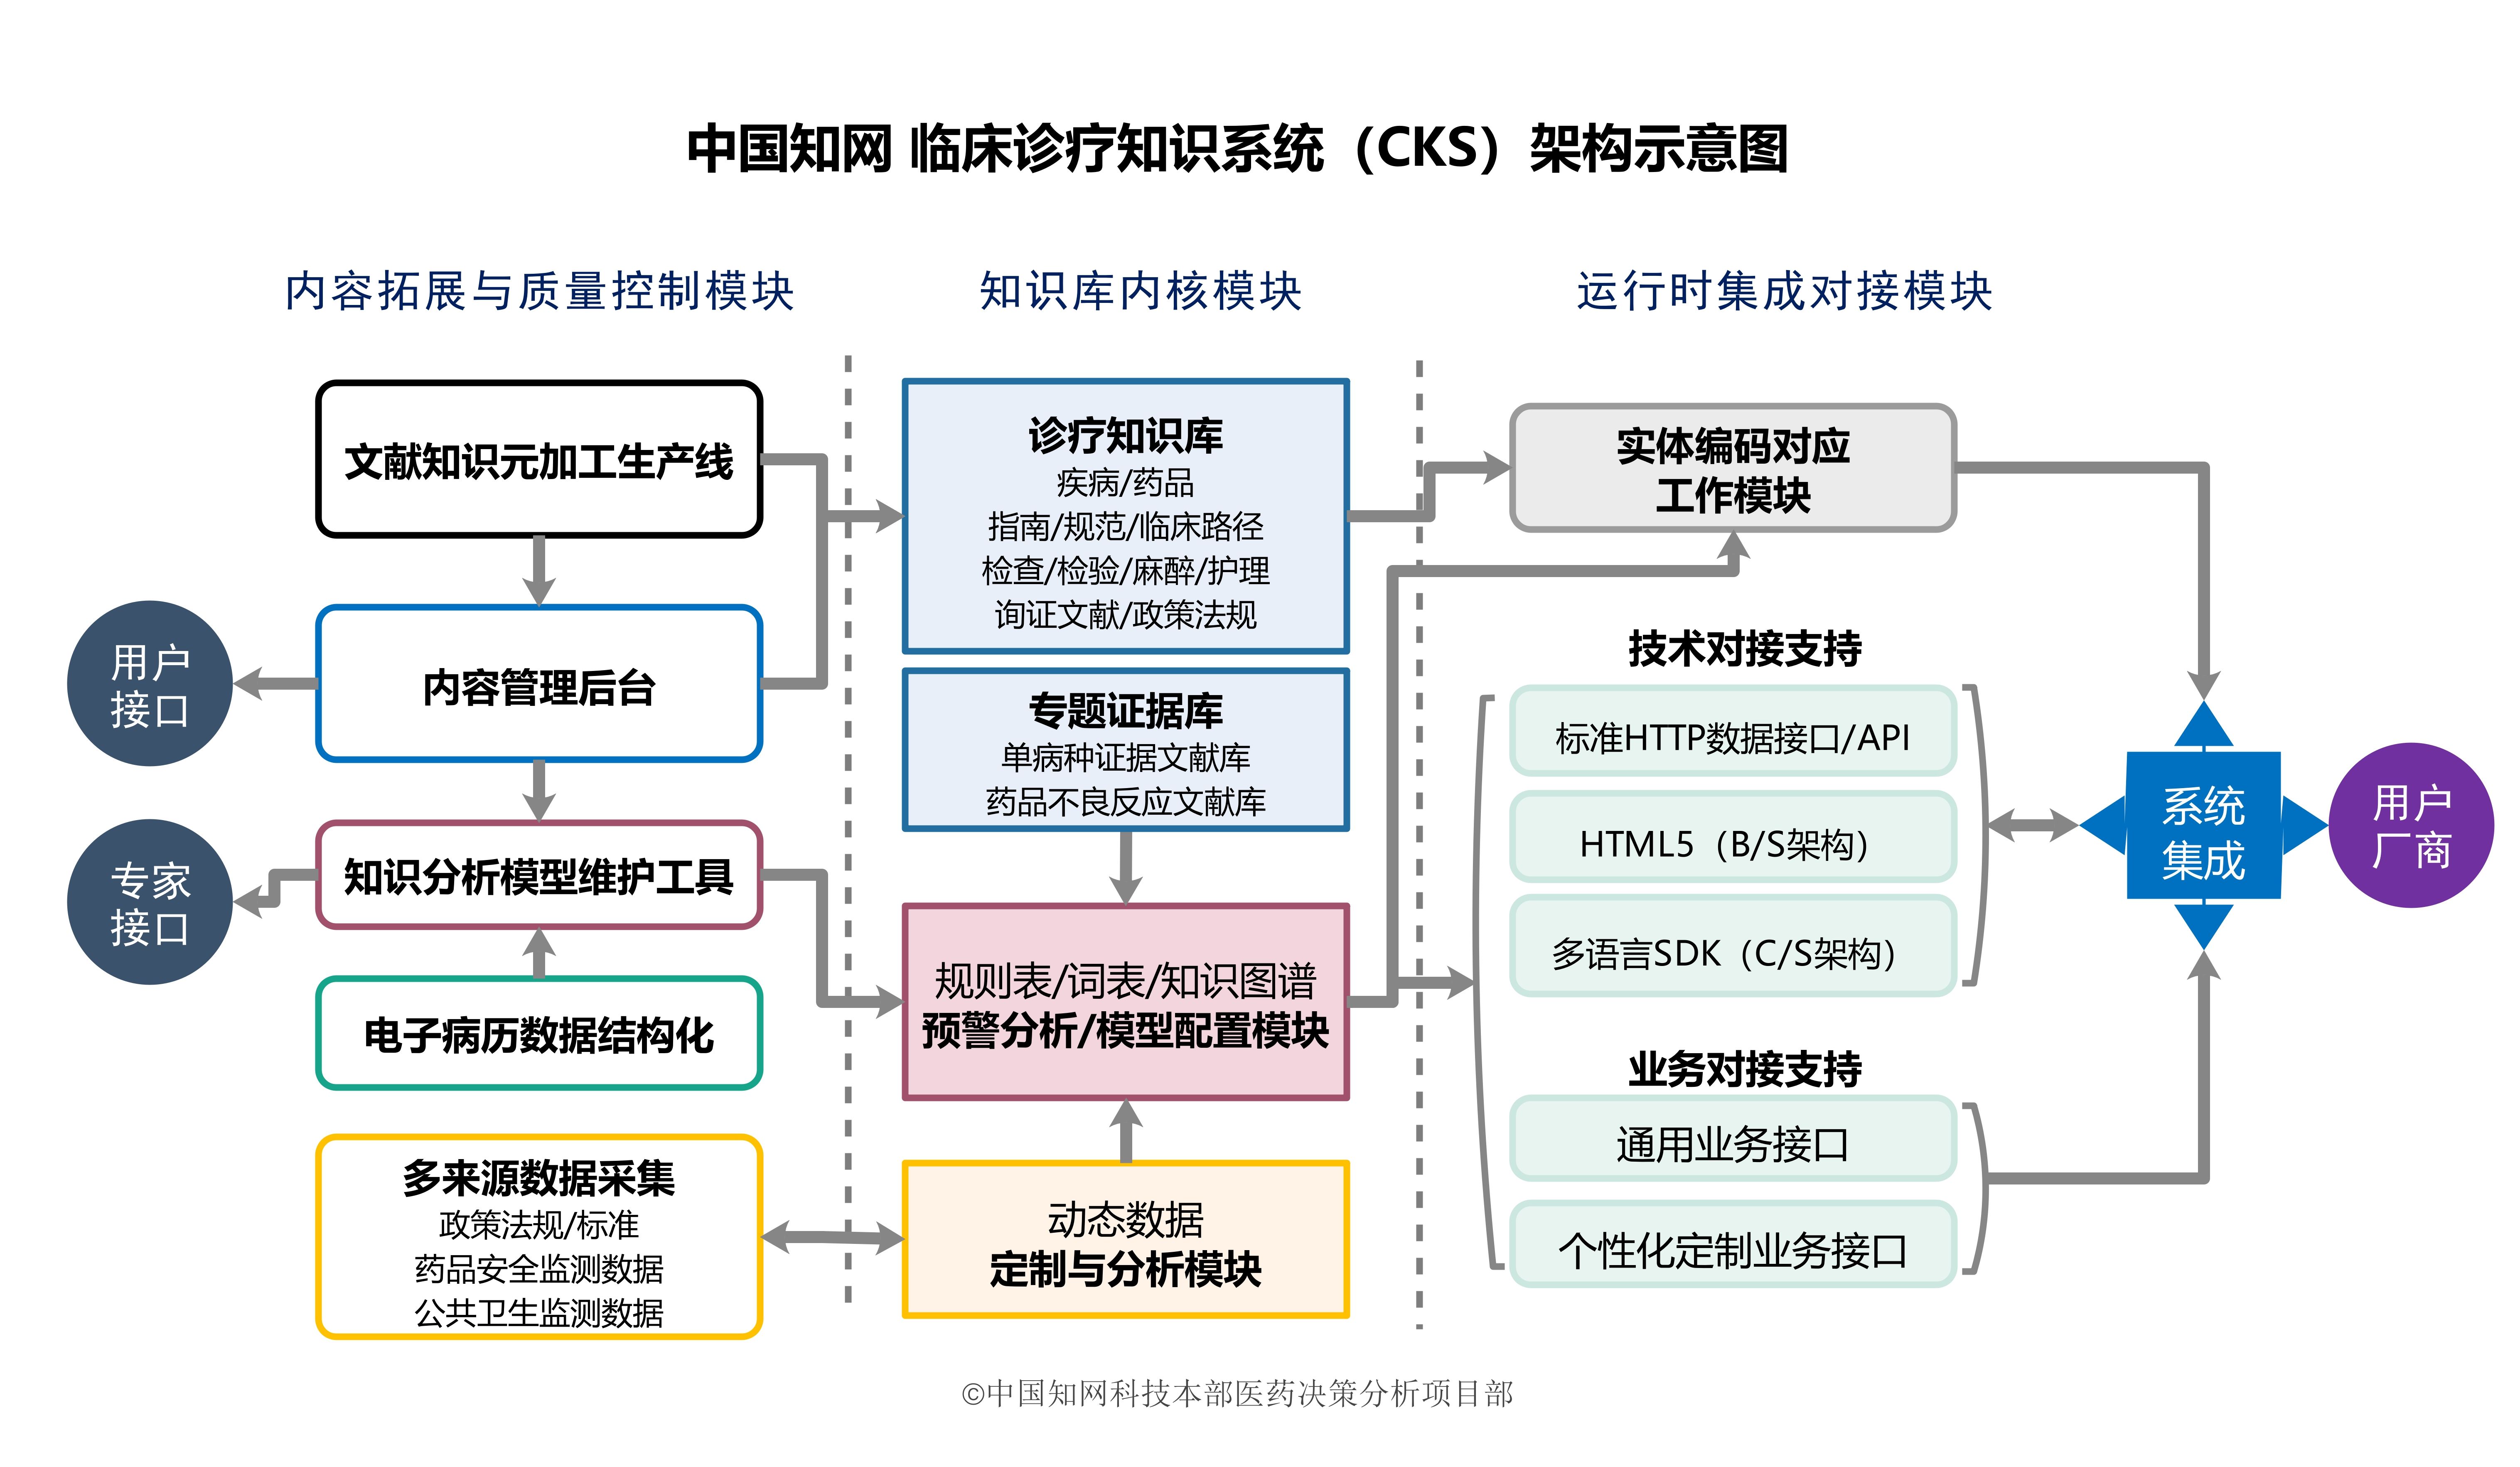 中国知网 临床诊疗知识系统（CKS）架构示意图
内容拓展与质量控制模块
知识库内核模块
运行时集成对接模块
文献知识元加工生产线
内容管理后台
用户
接口
知识分析模型维护工具
专家
接口
电子病历数据结构化
多来源数据采集
政策法规/标准
药品安全监测数据
公共卫生监测数据
诊疗知识库
疾病/药品
指南/规范/临床路径
检查/检验/麻醉/护理
询证文献/政策法规
专题证据库
单病种证据文献库
药品不良反应文献库
规则表/词表/知识图谱
预警分析/模型配置模块
动态数据
定制与分析模块
实体编码对应
工作模块
技术对接支持
标准HTTP数据接口/API
HTML5（B/S架构）
多语言SDK（C/S架构）
业务对接支持
通用业务接口
个性化定制业务接口
系统
集成
用户
厂商
©中国知网科技本部医药决策分析项目部